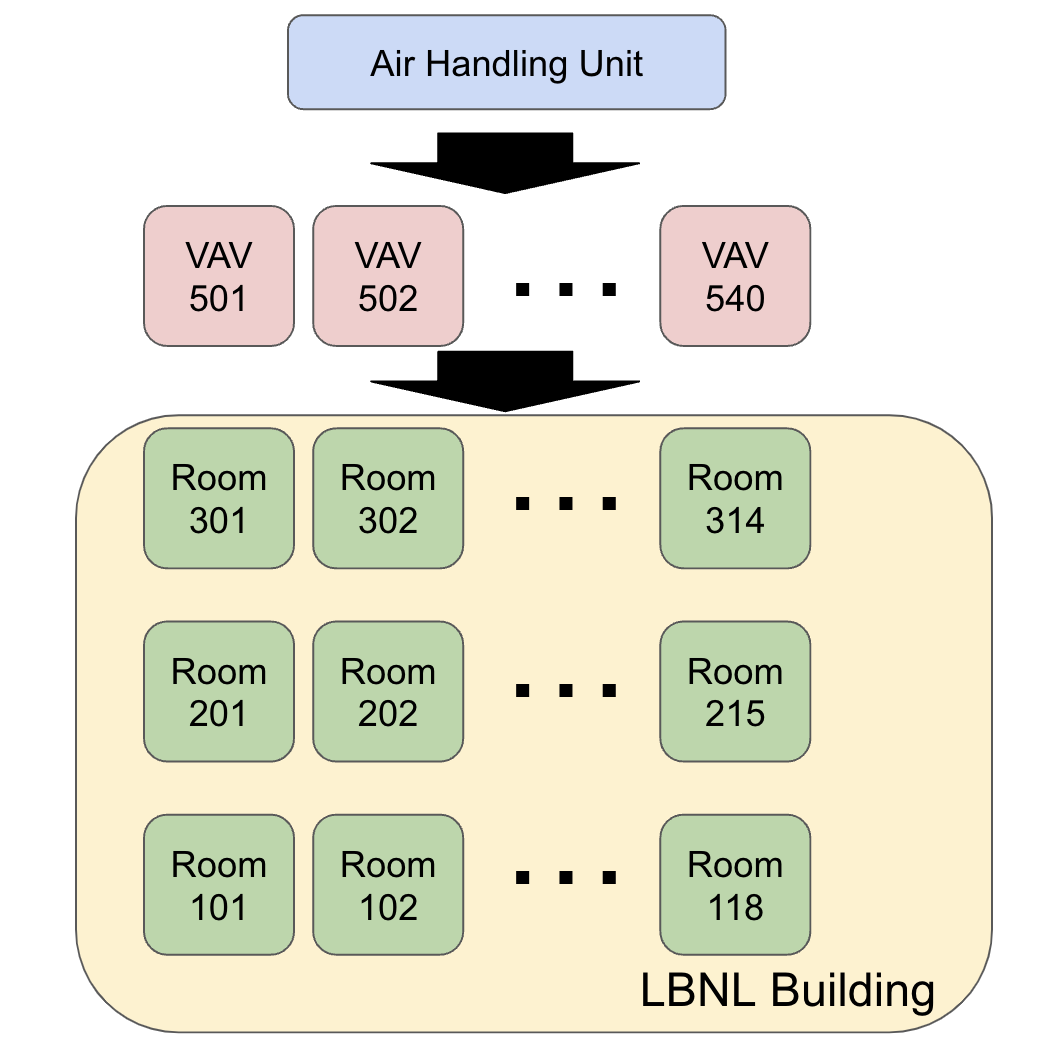 Air Handling Unit
VAV
501
VAV
502
. . .
VAV
540
Room
301
Room
302
. . .
Room
314
Room
201
Room
202
. . .
Room
215
Room
101
Room
102
. . .
Room
118
LBNL Building